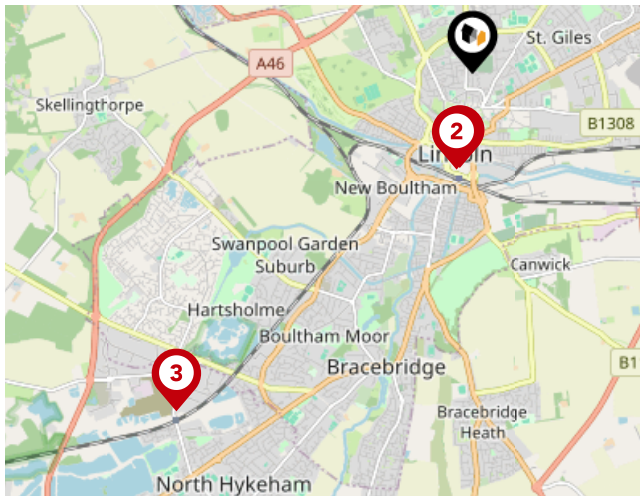 St. Giles
A46
Skellingthorpe
B1308
2
Lincoln
New Boultham
Swanpool Garden
Suburb
Canwick
Hartsholme
Boultham Moor
B1
Bracebridge
3
Bracebridge
Heath
North Hykeham